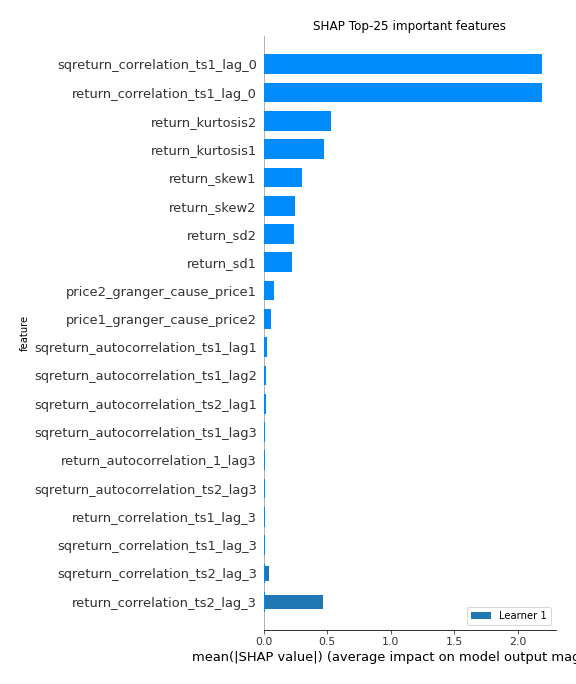 SHAP Top-25 important features
sqreturn_correlation_ts1_lag_0
return_correlation_ts1_lag_0
return_kurtosis2
return_kurtosis1
return_skew1
return_skew2
return_sd2
return_sd1
price2_granger_cause_price1
price1_granger_cause_price2
sqreturn_autocorrelation_ts1_lag1
sqreturn_autocorrelation_ts1_lag2
sqreturn_autocorrelation_ts2_lag1
sqreturn_autocorrelation_ts1_lag3
return_autocorrelation_1_lag3
sqreturn_autocorrelation_ts2_lag3
return_correlation_ts1_lag_3
sqreturn_correlation_ts1_lag_3
sqreturn_correlation_ts2_lag_3
return_correlation_ts2_lag_3
feature
Learner 1
0.0 0.5 1.0 1.5 2.0
mean(|SHAP value|) (average impact on model output mag